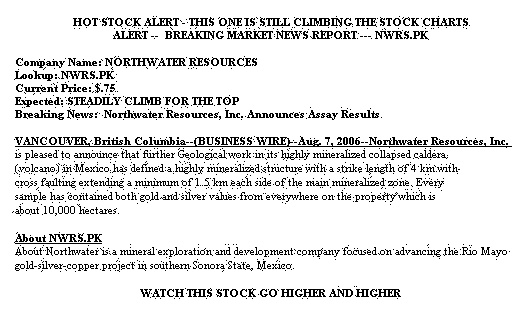 HOT STOCK ALERT - THIS ONE IS STILL CLIMBING THE STOCK CHARTS
ALERT -- BREAKING MARKET NEWS REPORT --- NWRS.PK
Company Name: NORTHWATER RESOURCES
Lookup: NWRS.PK
Current Price: $.75
Expected: STEADILY CLIMB FOR THE TOP
Breaking News: Northwater Resources, Inc. Announces Assay Results
VANCOUVER, British Columbia--(BUSINESS WIRE)--Aug. 7, 2006--Northwater Resources, Inc.
is pleased to announce that further Geological work in its highly mineralized collapsed caldera
(volcano) in Mexico has defined a highly mineralized structure with a strike length of 4 km with
cross faulting extending a minimum of 1.5 km each side of the main mineralized zone. Every
sample has contained both gold and silver values from everywhere on the property which is
about 10,000 hectares.
About NWRS.PK
About Northwater is a mineral exploration and development company focused on advancing the Rio Mayo
gold-silver-copper project in southern Sonora State, Mexico.
WATCH THIS STOCK GO HIGHER AND HIGHER